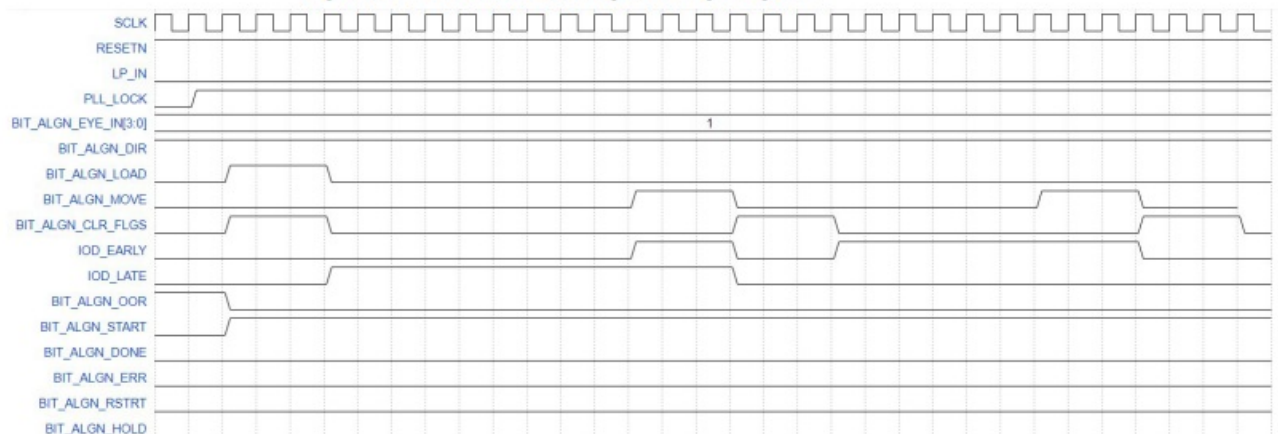 SCLK
RESETN
LP_IN
PLL_LOCK
BIT_ALGN_EYE_IN[3:0]
1
BIT_ALGN_DIR
BIT_ALGN_LOAD
BIT_ALGN_MOVE
BIT_ALGN_CLR_FLGS
IOD_EARLY
IOD_LATE
BIT_ALGN_OOR
BIT_ALGN_START
BIT_ALGN_DONE
BIT_ALGN_ERR
BIT_ALGN_RSTRT
BIT_ALGN_HOLD